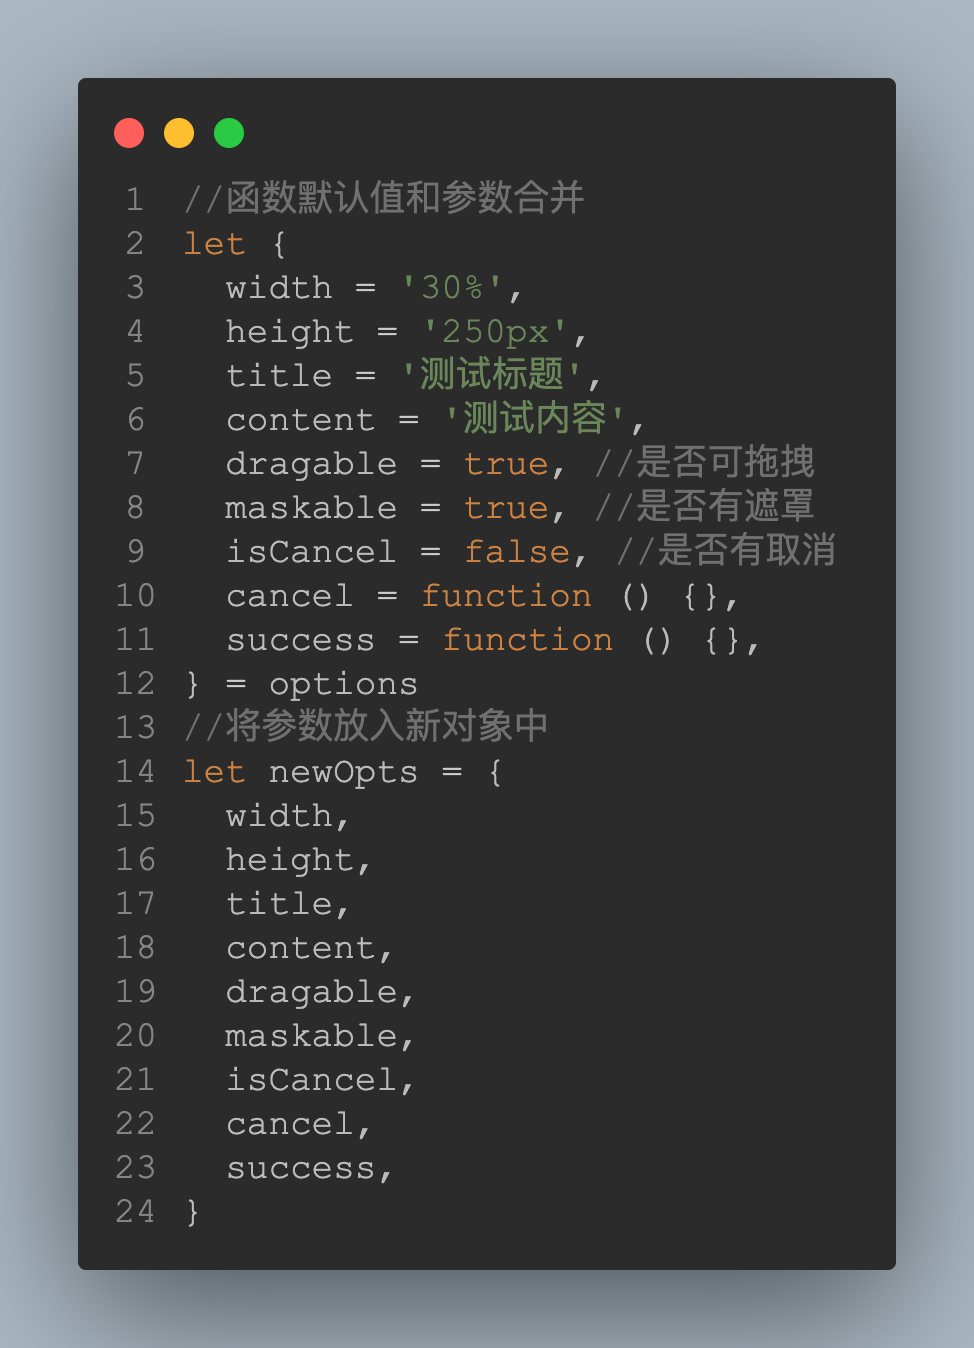 1 //函数默认值和参数合并
2 let {
3   width = '30%',
4   height = '250px',
5   title = '测试标题',
6   content = '测试内容',
7   dragable = true, //是否可拖拽
8   maskable = true, //是否有遮罩
9   isCancel = false, //是否有取消
10   cancel = function () {},
11   success = function () {},
12 } = options
13 //将参数放入新对象中
14 let newOpts = {
15   width,
16   height,
17   title,
18   content,
19   dragable,
20   maskable,
21   isCancel,
22   cancel,
23   success,
24 }